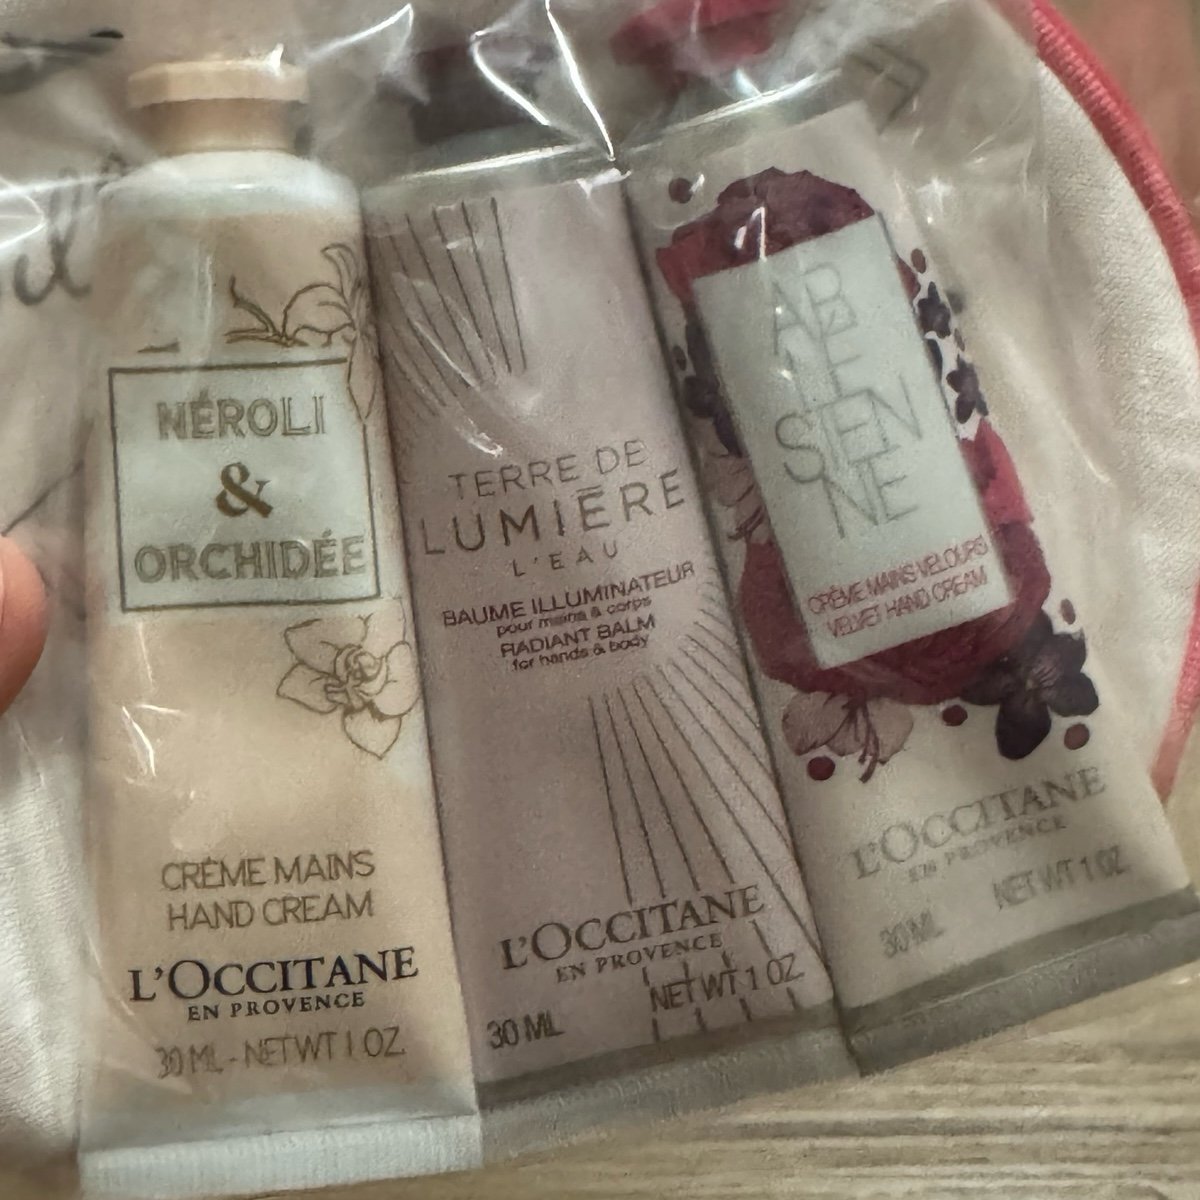 NÉROLI
&
ORCHIDÉE
CRÈME MAINS
HAND CREAM
L'OCCITANE
EN PROVENCE
30 ML - NET WT 1 OZ.
TERRE DE
LUMIÈRE
L'EAU
BAUME ILLUMINATEUR
pour mains & corps
RADIANT BALM
for hands & body
L'OCCITANE
EN PROVENCE
30 ML NET WT 1 OZ
SIEN
NE
CRÈME MAINS VELOURS
VELVET HAND CREAM
L'OCCITANE
EN PROVENCE
30 ML NET WT 1 OZ.